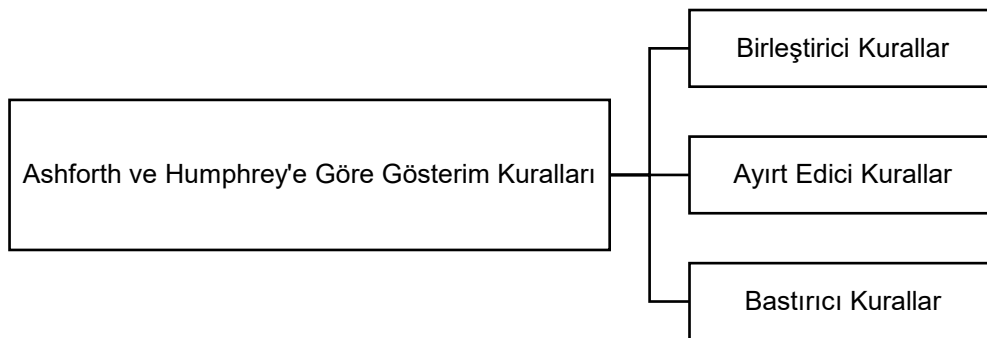 Ashforth ve Humphrey'e Göre Gösterim Kuralları
Birleştirici Kurallar
Ayırt Edici Kurallar
Bastırıcı Kurallar